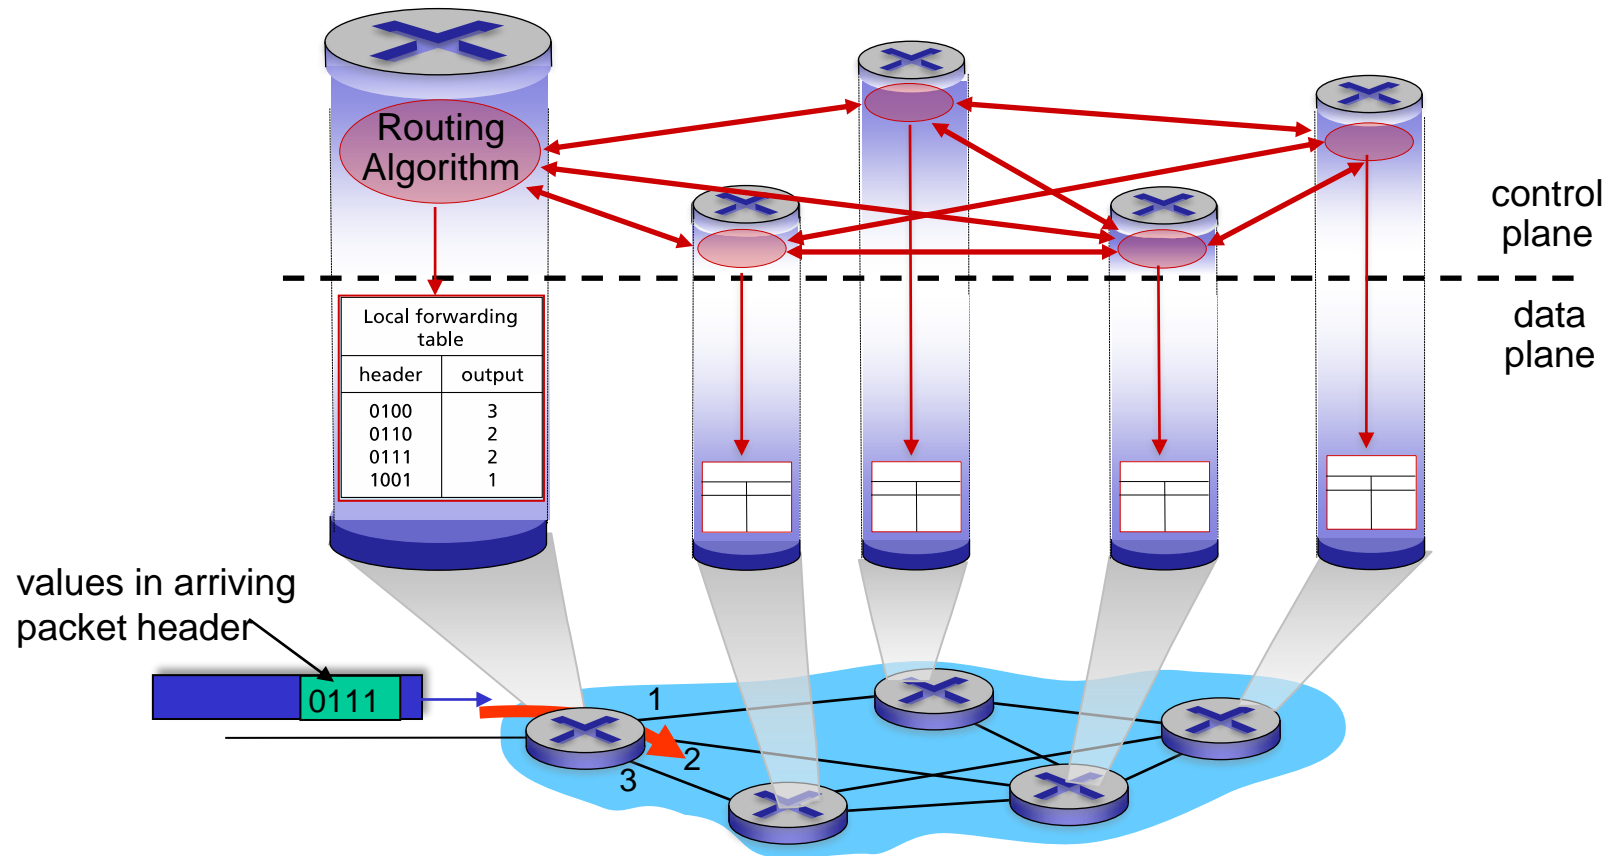 Routing
Algorithm
control
plane
data
plane
Local forwarding
table
header output
0100 3
0110 2
0111 2
1001 1
values in arriving
packet header
0111
1
2
3